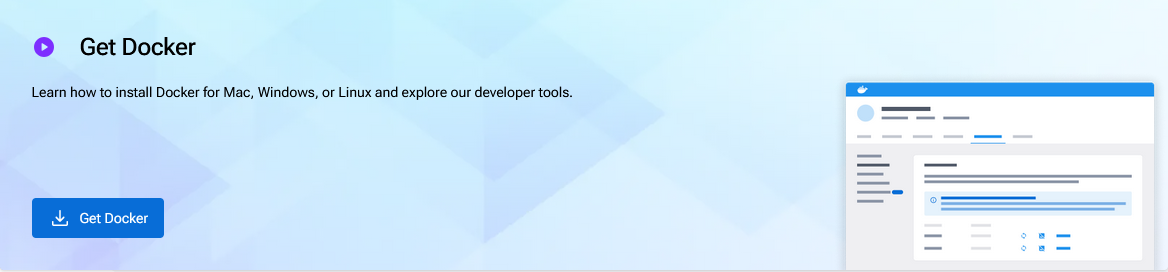 Get Docker
Learn how to install Docker for Mac, Windows, or Linux and explore our developer tools.
Get Docker